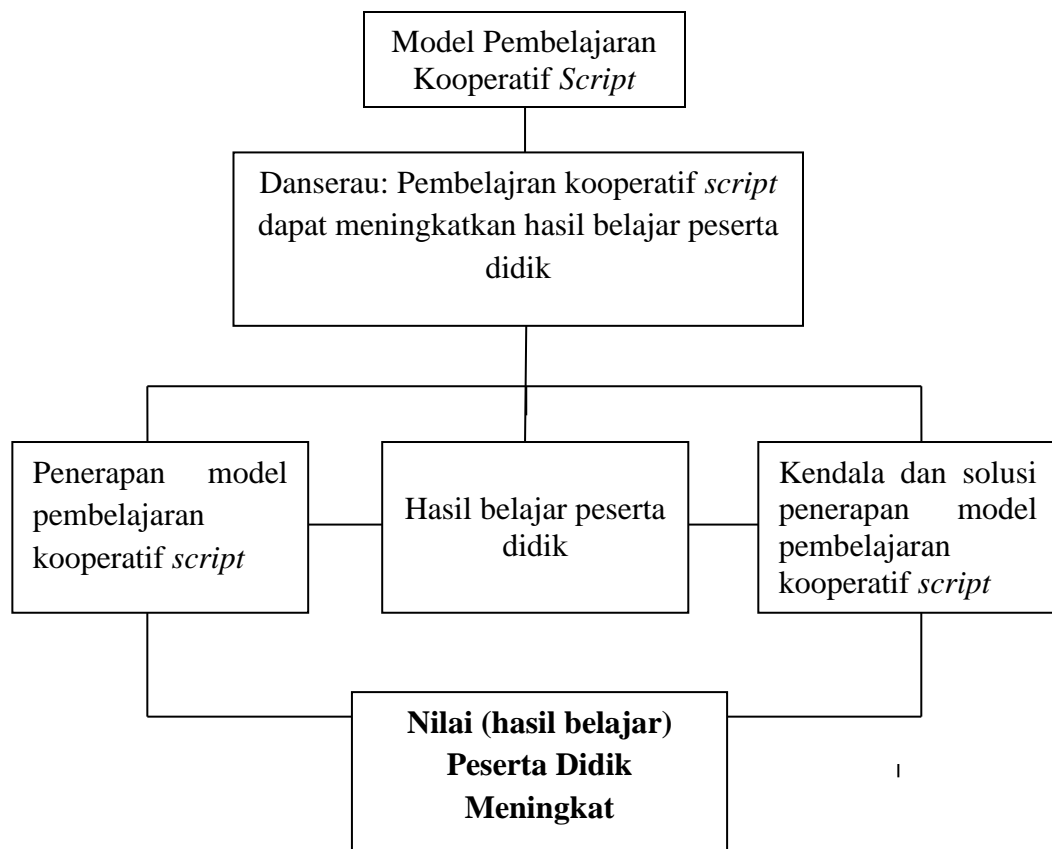 Model Pembelajaran
Kooperatif Script
Danserau: Pembelajran kooperatif script
dapat meningkatkan hasil belajar peserta
didik
Penerapan model
pembelajaran
kooperatif script
Hasil belajar peserta
didik
Kendala dan solusi
penerapan model
pembelajaran
kooperatif script
Nilai (hasil belajar)
Peserta Didik
Meningkat